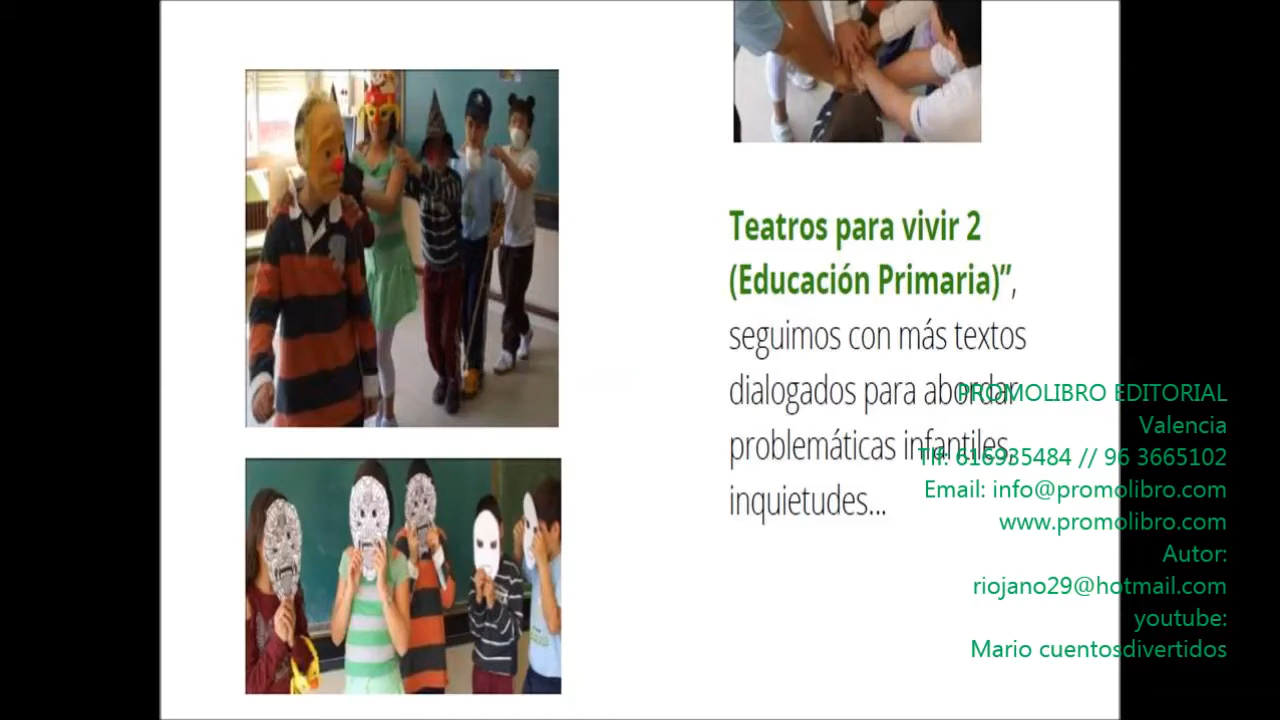 Teatros para vivir 2
(Educación Primaria)”,
seguimos con más textos
dialogados para abordar
problemáticas infantiles,
inquietudes...
PROMOLIBRO EDITORIAL
Valencia
Tlf: 616935484 // 96 3665102
Email: info@promolibro.com
www.promolibro.com
Autor:
riojano29@hotmail.com
youtube:
Mario cuentosdivertidos